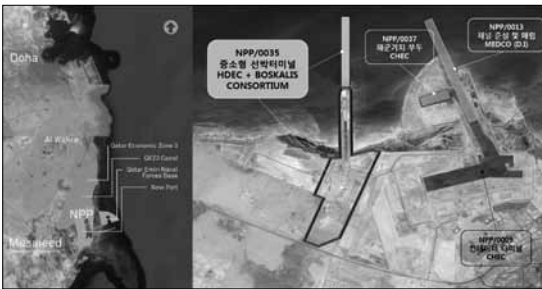 Doha
Al Wakra
Qatar Economic Zone 3
QEZ3 Canal
Qatar Emiri Naval
Forces Base
New Port
NPP
Mesaieed
NPP/0035
중소형 선박터미널
HDEC + BOSKALIS
CONSORTIUM
NPP/0037
해군기지 부두
CHEC
NPP/0013
채널 준설 및 매립
MEDCO (DJ)
NPP/0009
컨테이너 터미널
CHEC